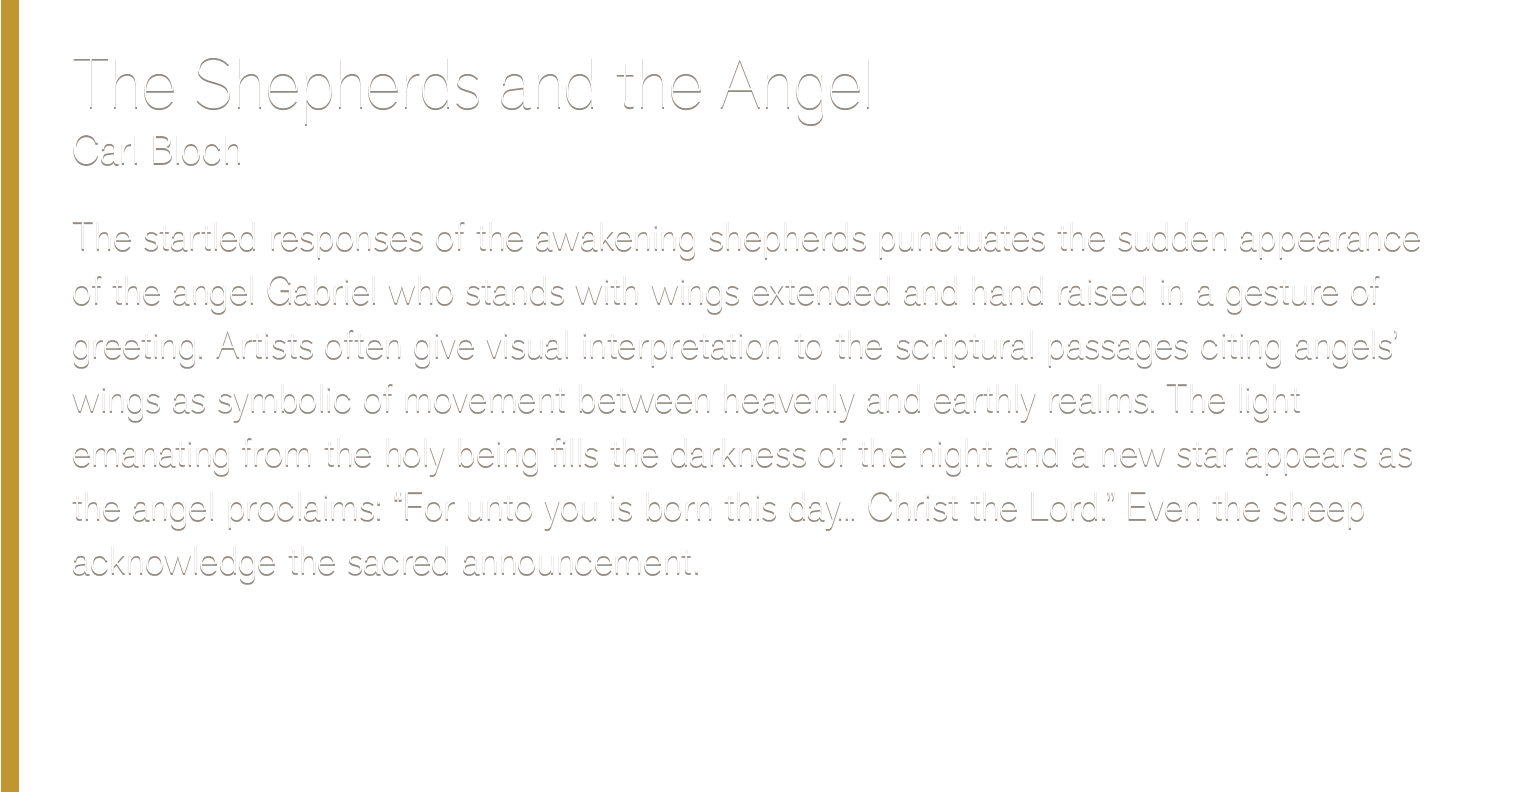 The Shepherds and the Angel
Carl Bloch
The startled responses of the awakening shepherds punctuates the sudden appearance
of the angel Gabriel who stands with wings extended and hand raised in a gesture of
greeting. Artists often give visual interpretation to the scriptural passages citing angels’
wings as symbolic of movement between heavenly and earthly realms. The light
emanating from the holy being fills the darkness of the night and a new star appears as
the angel proclaims: “For unto you is born this day... Christ the Lord.” Even the sheep
acknowledge the sacred announcement.